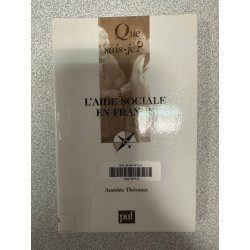 Que
sais-je?
L'AIDE SOCIALE
EN FRANCE
Amédée Thévenet
puf